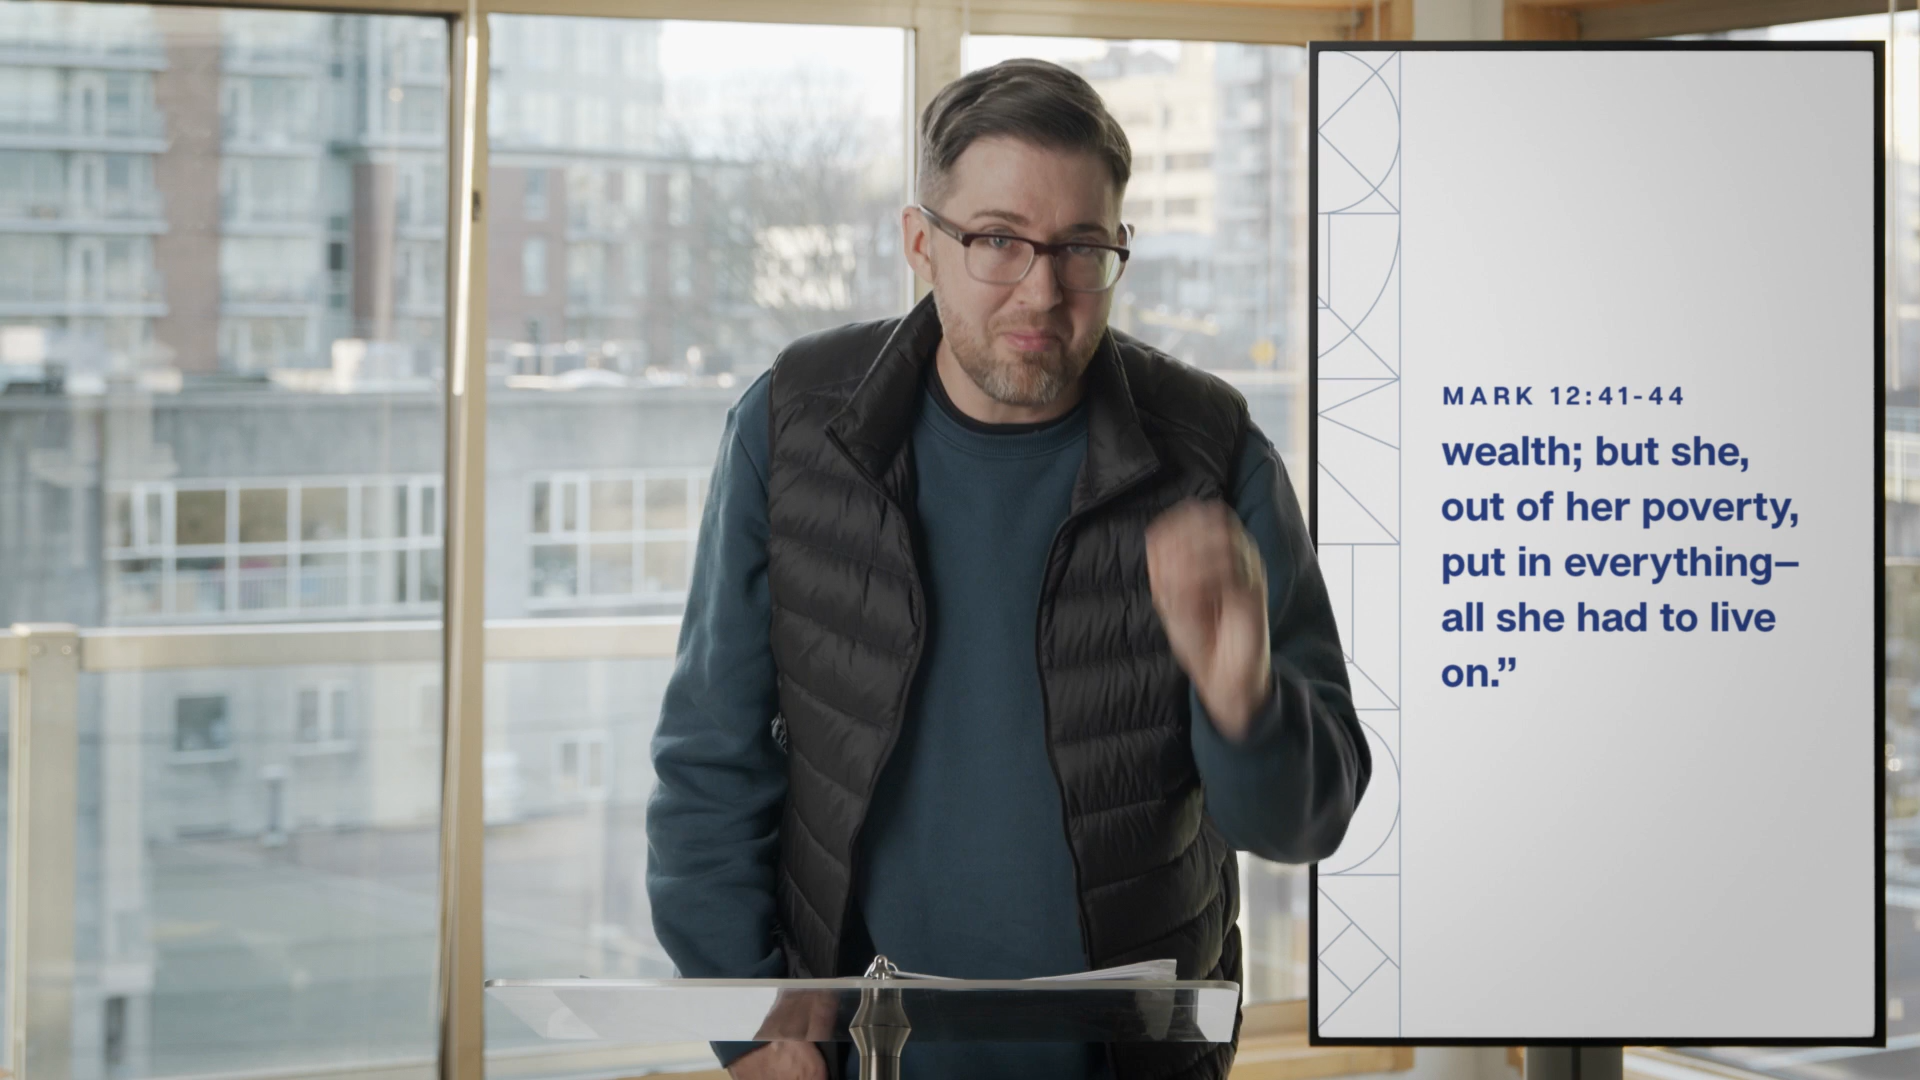 MARK 12:41-44
wealth; but she,
out of her poverty,
put in everything—
all she had to live
on.”